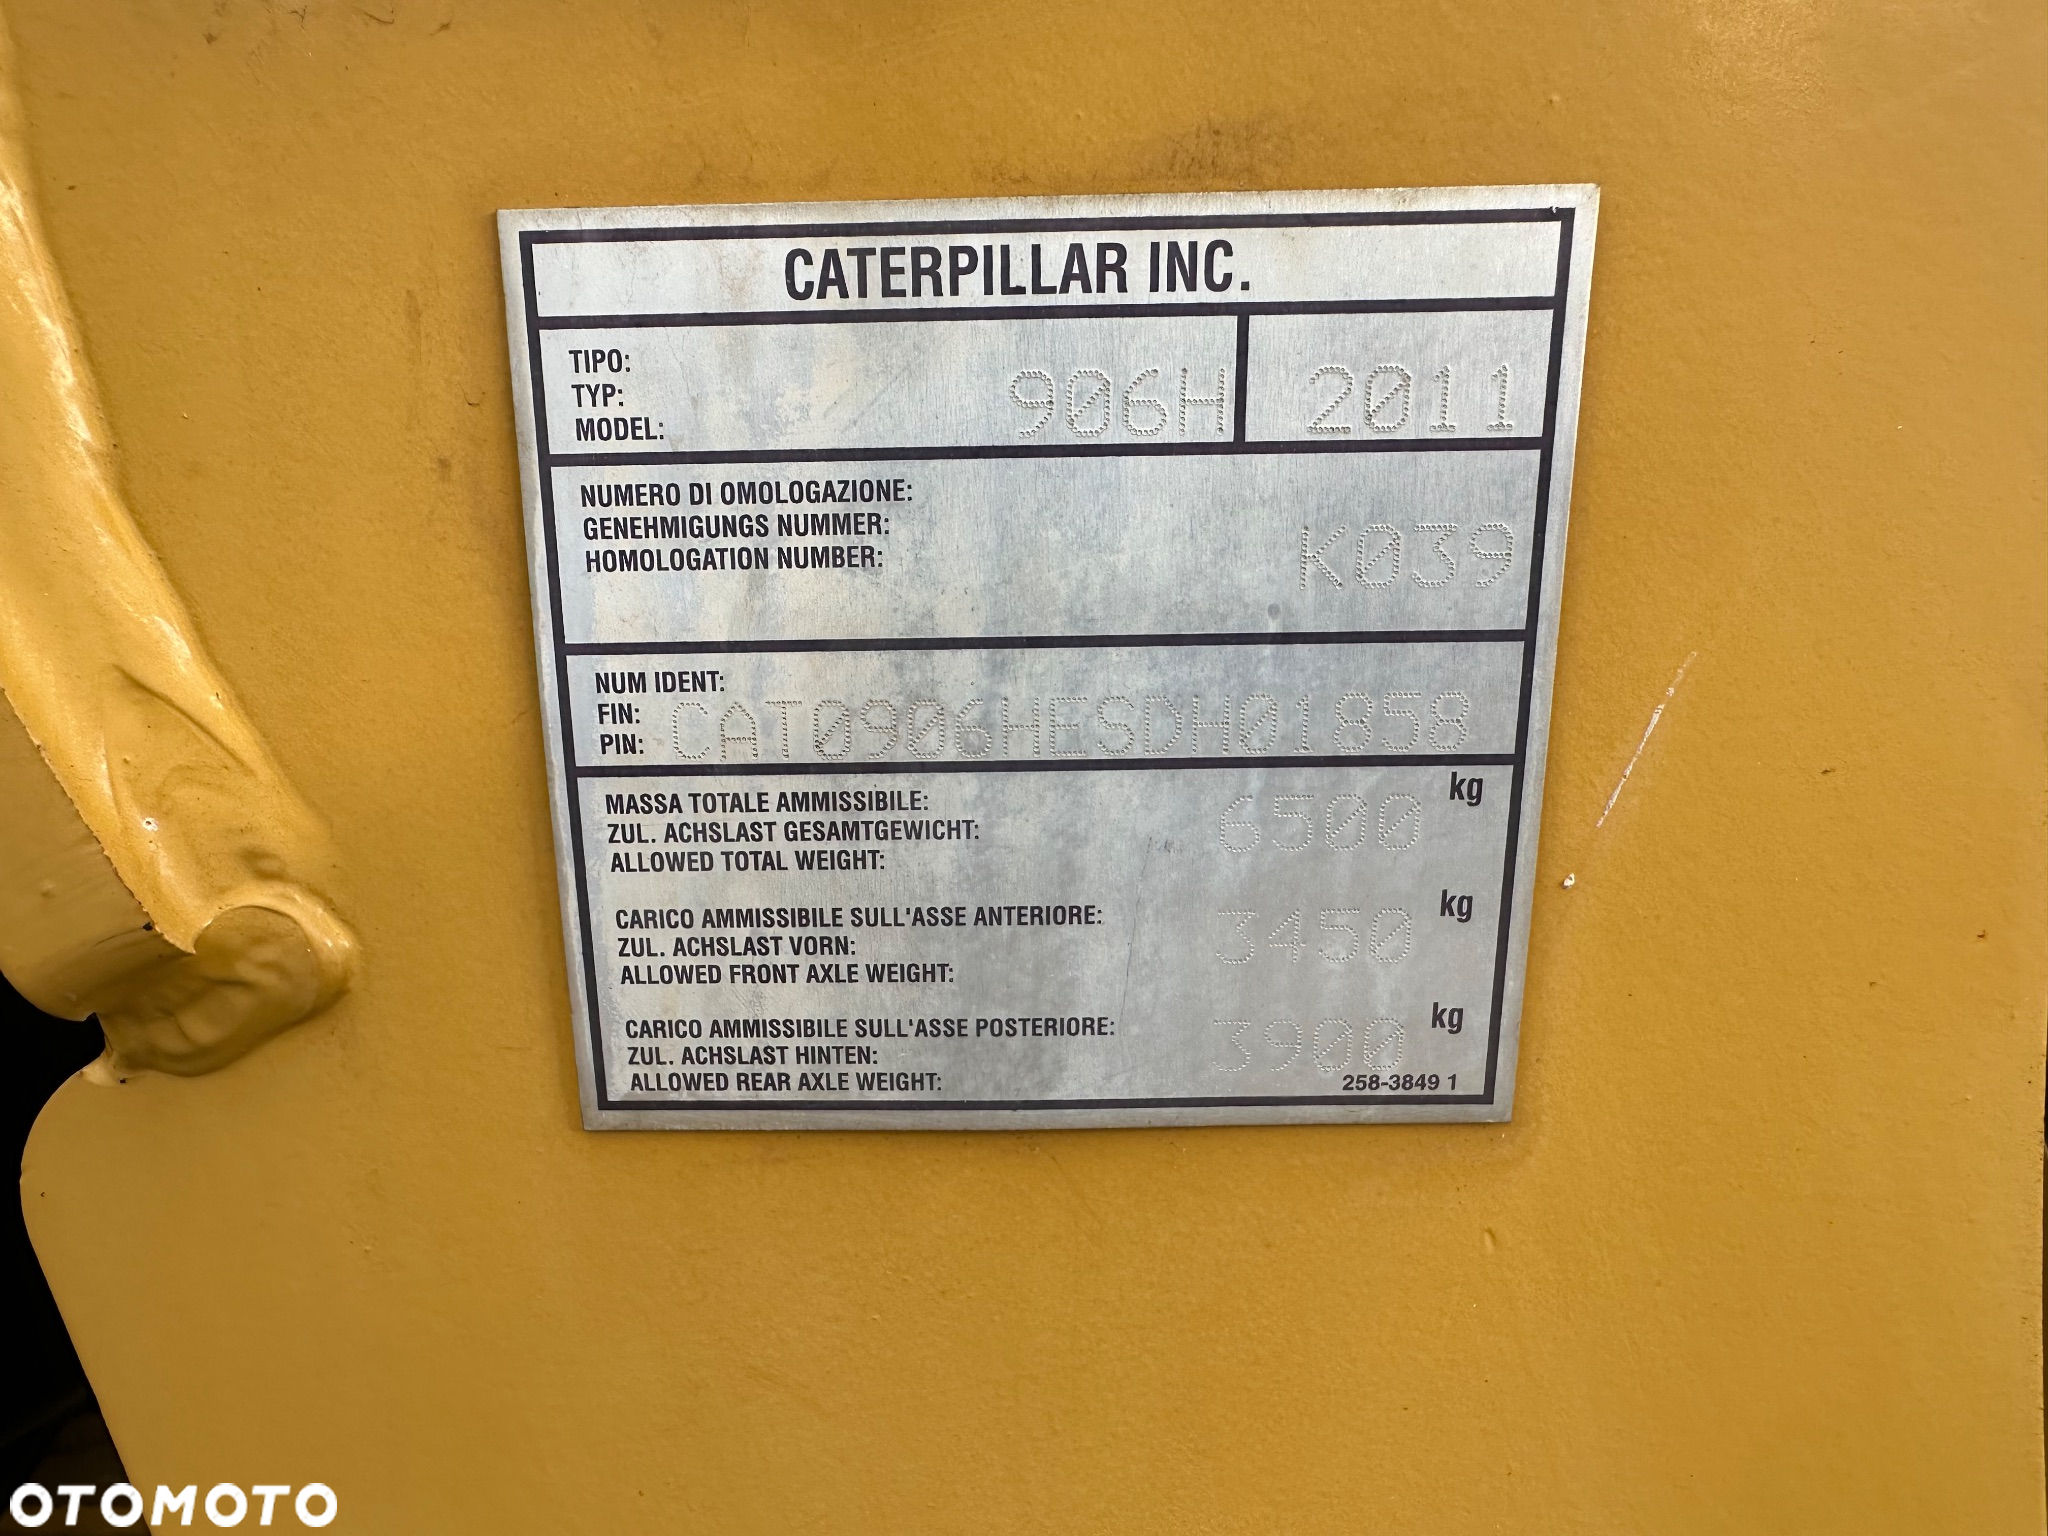 CATERPILLAR INC.
TIPO:
TYP:
MODEL: 906H 2011
NUMERO DI OMOLOGAZIONE:
GENEHMIGUNGS NUMMER:
HOMOLOGATION NUMBER: K039
NUM IDENT:
FIN:
PIN: CAT0906HESDH01858
MASSA TOTALE AMMISSIBILE:
ZUL. ACHSLAST GESAMTGEWICHT: 6500 kg
ALLOWED TOTAL WEIGHT:
CARICO AMMISSIBILE SULL'ASSE ANTERIORE:
ZUL. ACHSLAST VORN: 3450 kg
ALLOWED FRONT AXLE WEIGHT:
CARICO AMMISSIBILE SULL'ASSE POSTERIORE:
ZUL. ACHSLAST HINTEN: 3900 kg
ALLOWED REAR AXLE WEIGHT:
258-3849 1
OTOMOTO